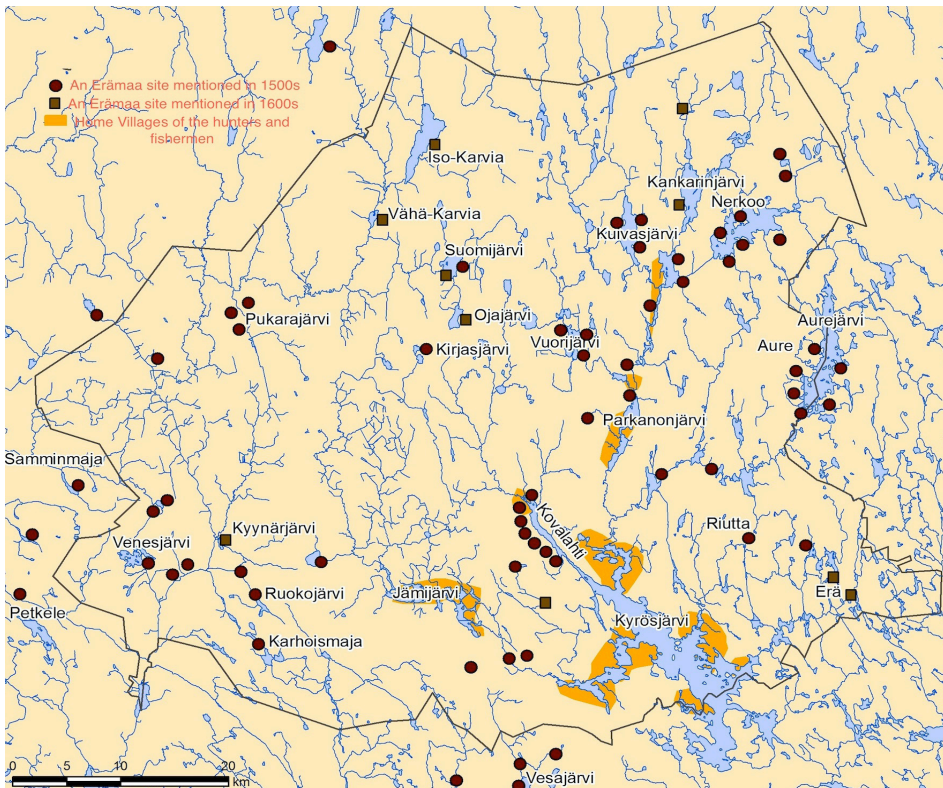 An Erämaa site mentioned in 1500s
An Erämaa site mentioned in 1600s
Home Villages of the hunters and
fishermen
Iso-Karvia
Kankarinjärvi
Vähä-Karvia
Nerkoo
Kuivasjärvi
Suomijärvi
Ojajärvi
Pukarajärvi
Aurejärvi
Vuorijärvi
Aure
Kirjasjärvi
Parkanonjärvi
Samminmaja
Kovalahti
Riutta
Kyynärjärvi
Venesjärvi
Ruokojärvi
Jämijärvi
Erä
Petkele
Kyrösjärvi
Karhoismaja
0 5 10 20
km
Vesajärvi